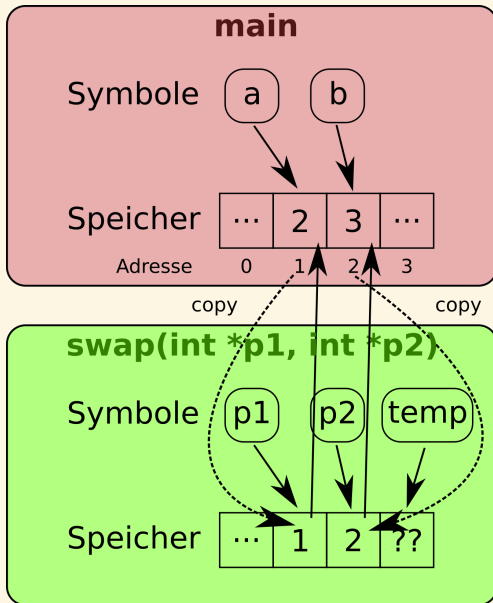 main
Symbole a b
Speicher ... 2 3 ...
Adresse 0 1 2 3
copy copy
swap(int *p1, int *p2)
Symbole p1 p2 temp
Speicher ... 1 2 ??